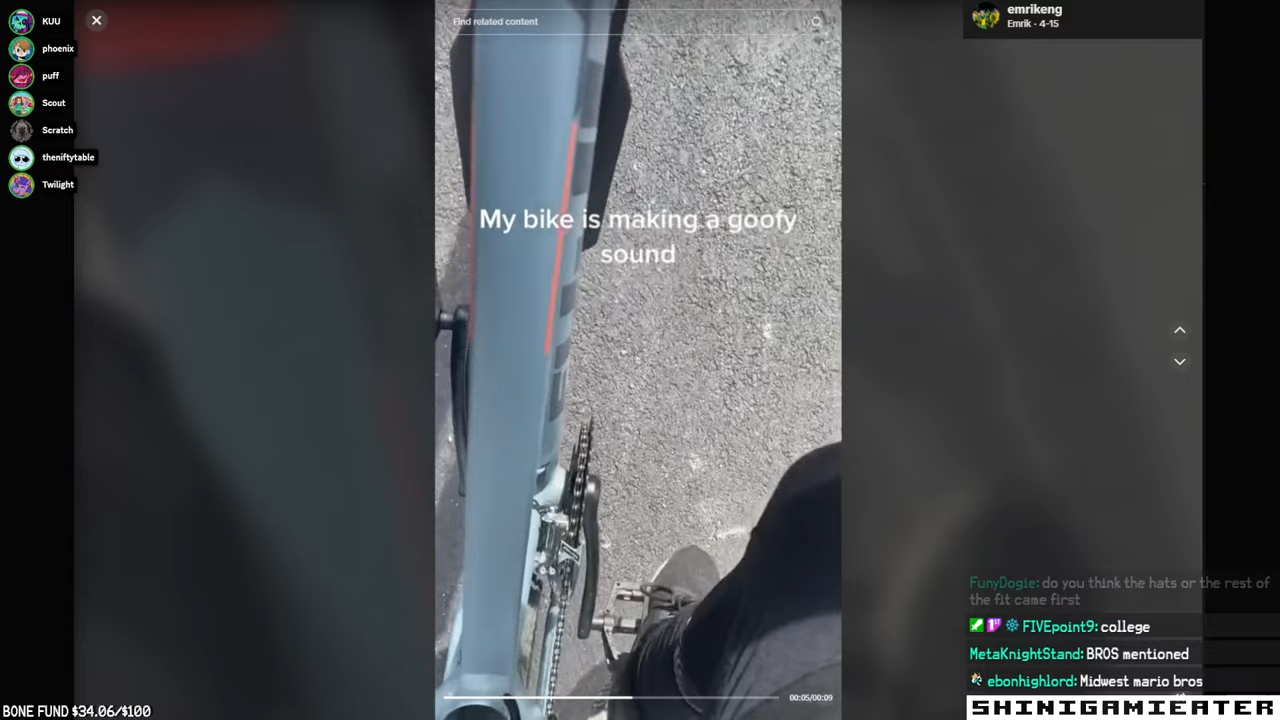 KUU
phoenix
puff
Scout
Scratch
theniftytable
Twilight
Find related content
My bike is making a goofy
sound
00:05/00:09
emrikeng
Emrik - 4-15
FunyDogie: do you think the hats or the rest of
the fit came first
FIVEpoint9: college
MetaKnightStand: BROS mentioned
ebonhighlord: Midwest mario bros
SHINIGAMIEATER
BONE FUND $34.06/$100